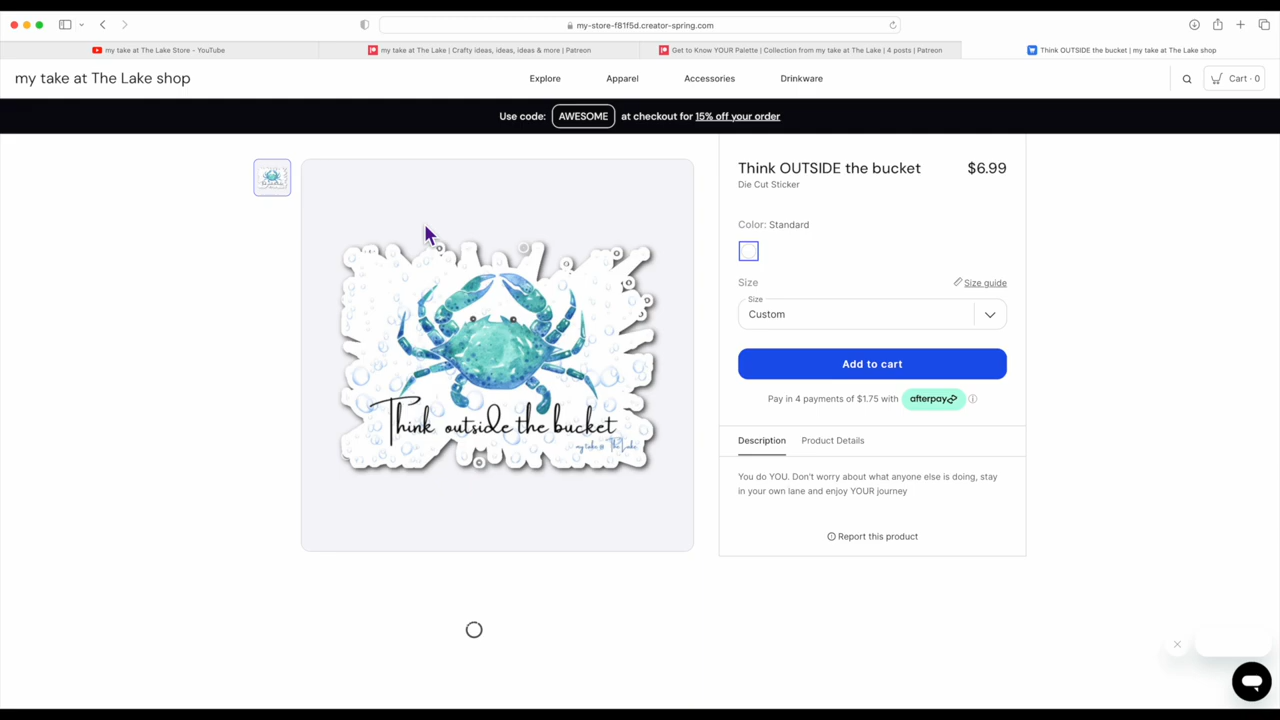 my-store-f81f5d.creator-spring.com
my take at The Lake Store - YouTube
my take at The Lake | Crafty ideas, ideas, ideas & more | Patreon
Get to Know YOUR Palette | Collection from my take at The Lake | 4 posts | Patreon
Think OUTSIDE the bucket | my take at The Lake shop
my take at The Lake shop
Explore
Apparel
Accessories
Drinkware
Cart · 0
Use code: AWESOME at checkout for 15% off your order
Think outside the bucket
my take @ The Lake
Think OUTSIDE the bucket
$6.99
Die Cut Sticker
Color: Standard
Size
Size guide
Size
Custom
Add to cart
Pay in 4 payments of $1.75 with afterpay
Description
Product Details
You do YOU. Don't worry about what anyone else is doing, stay
in your own lane and enjoy YOUR journey
Report this product